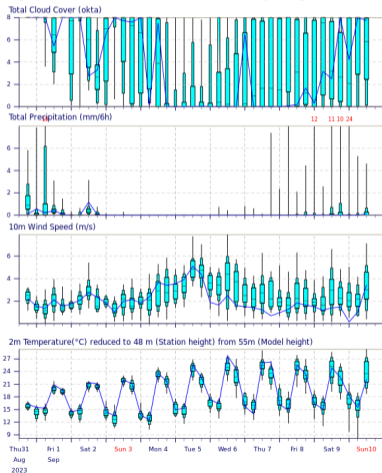 Total Cloud Cover (okta)
8
6
4
2
0
Total Precipitation (mm/6h)
12 11 10 24
6
4
2
0
10m Wind Speed (m/s)
6
4
2
2m Temperature(°C) reduced to 48 m (Station height) from 55m (Model height)
27
24
21
18
15
12
9
Thu31 Fri 1 Sat 2 Sun 3 Mon 4 Tue 5 Wed 6 Thu 7 Fri 8 Sat 9 Sun10
Aug Sep
2023